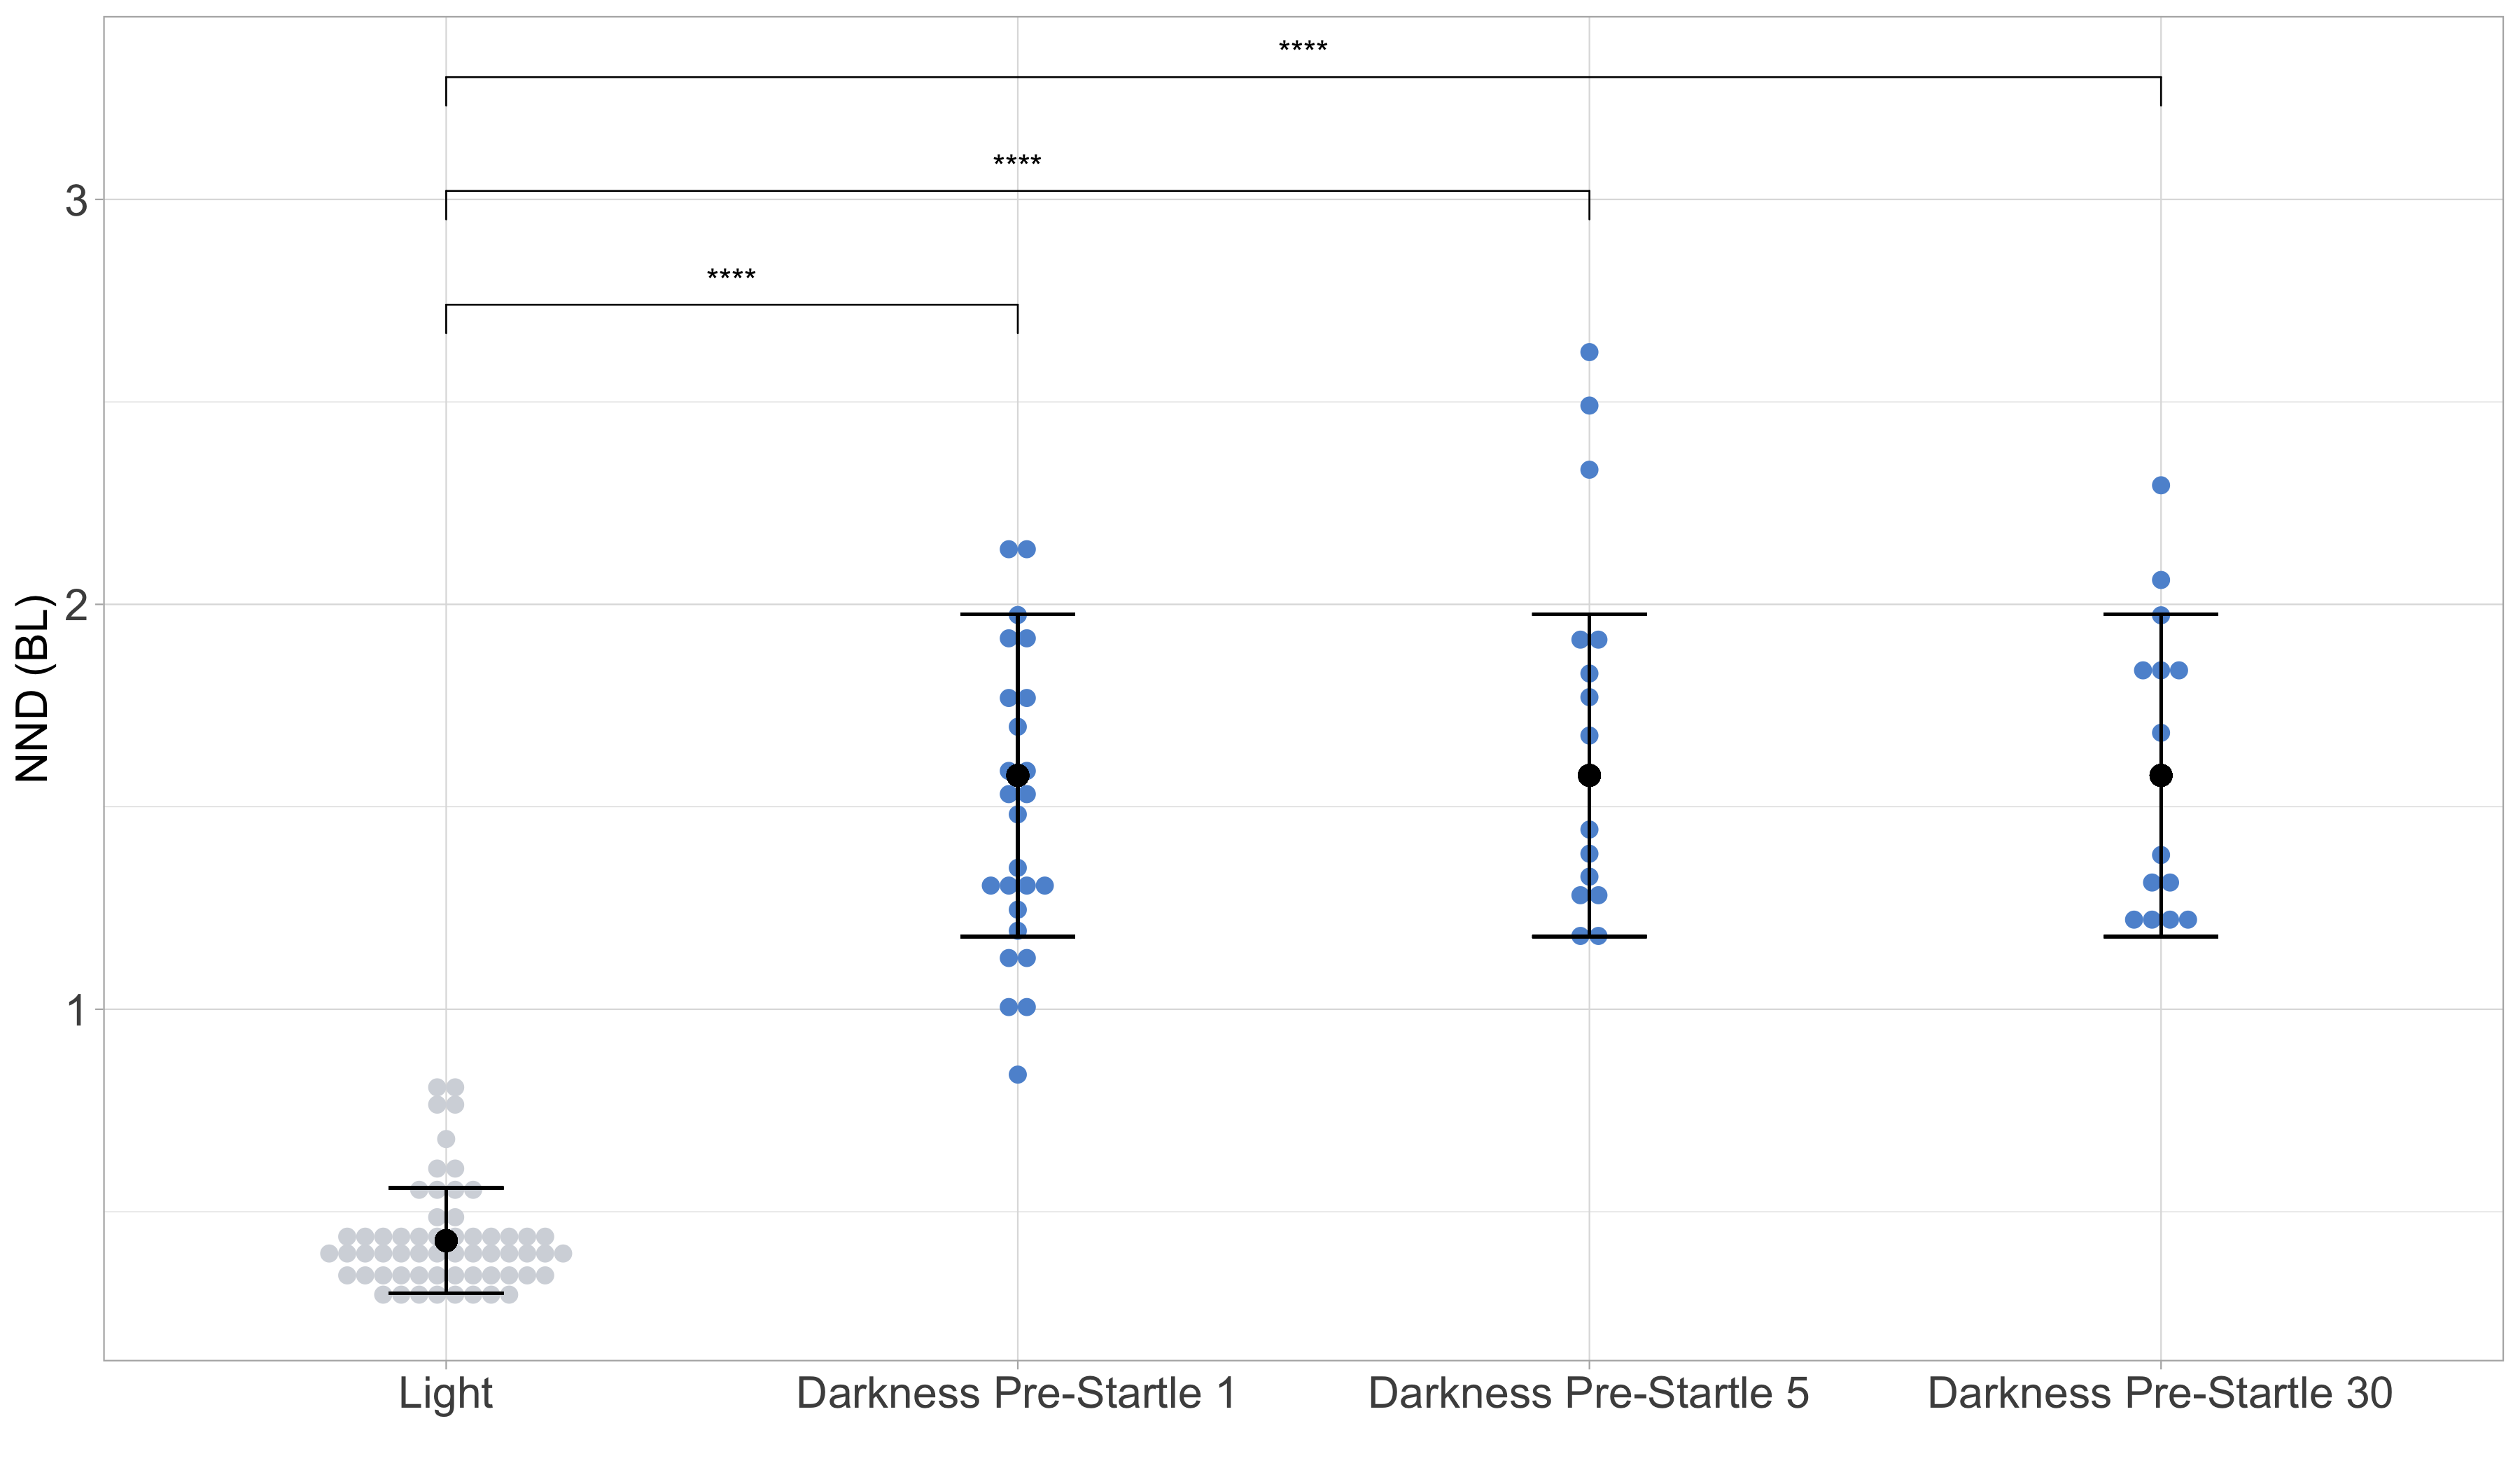 ****
****
3
****
2
NND (BL)
1
Light
Darkness Pre-Startle 1
Darkness Pre-Startle 5
Darkness Pre-Startle 30